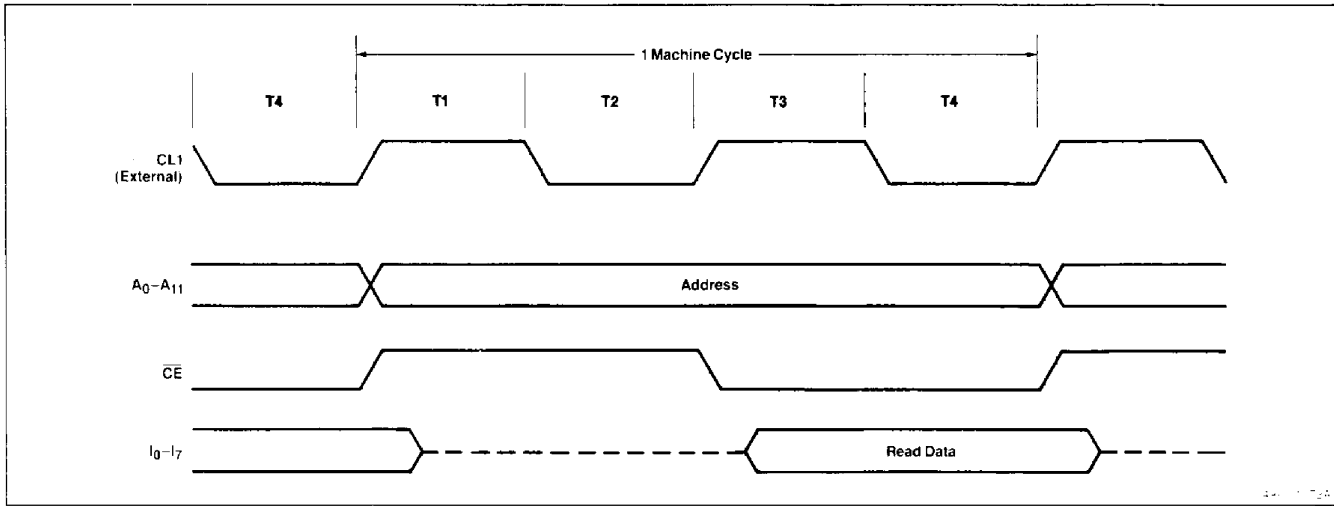 1 Machine Cycle
T4 T1 T2 T3 T4
CL1
(External)
A0–A11
Address
CE
I0–I7
Read Data